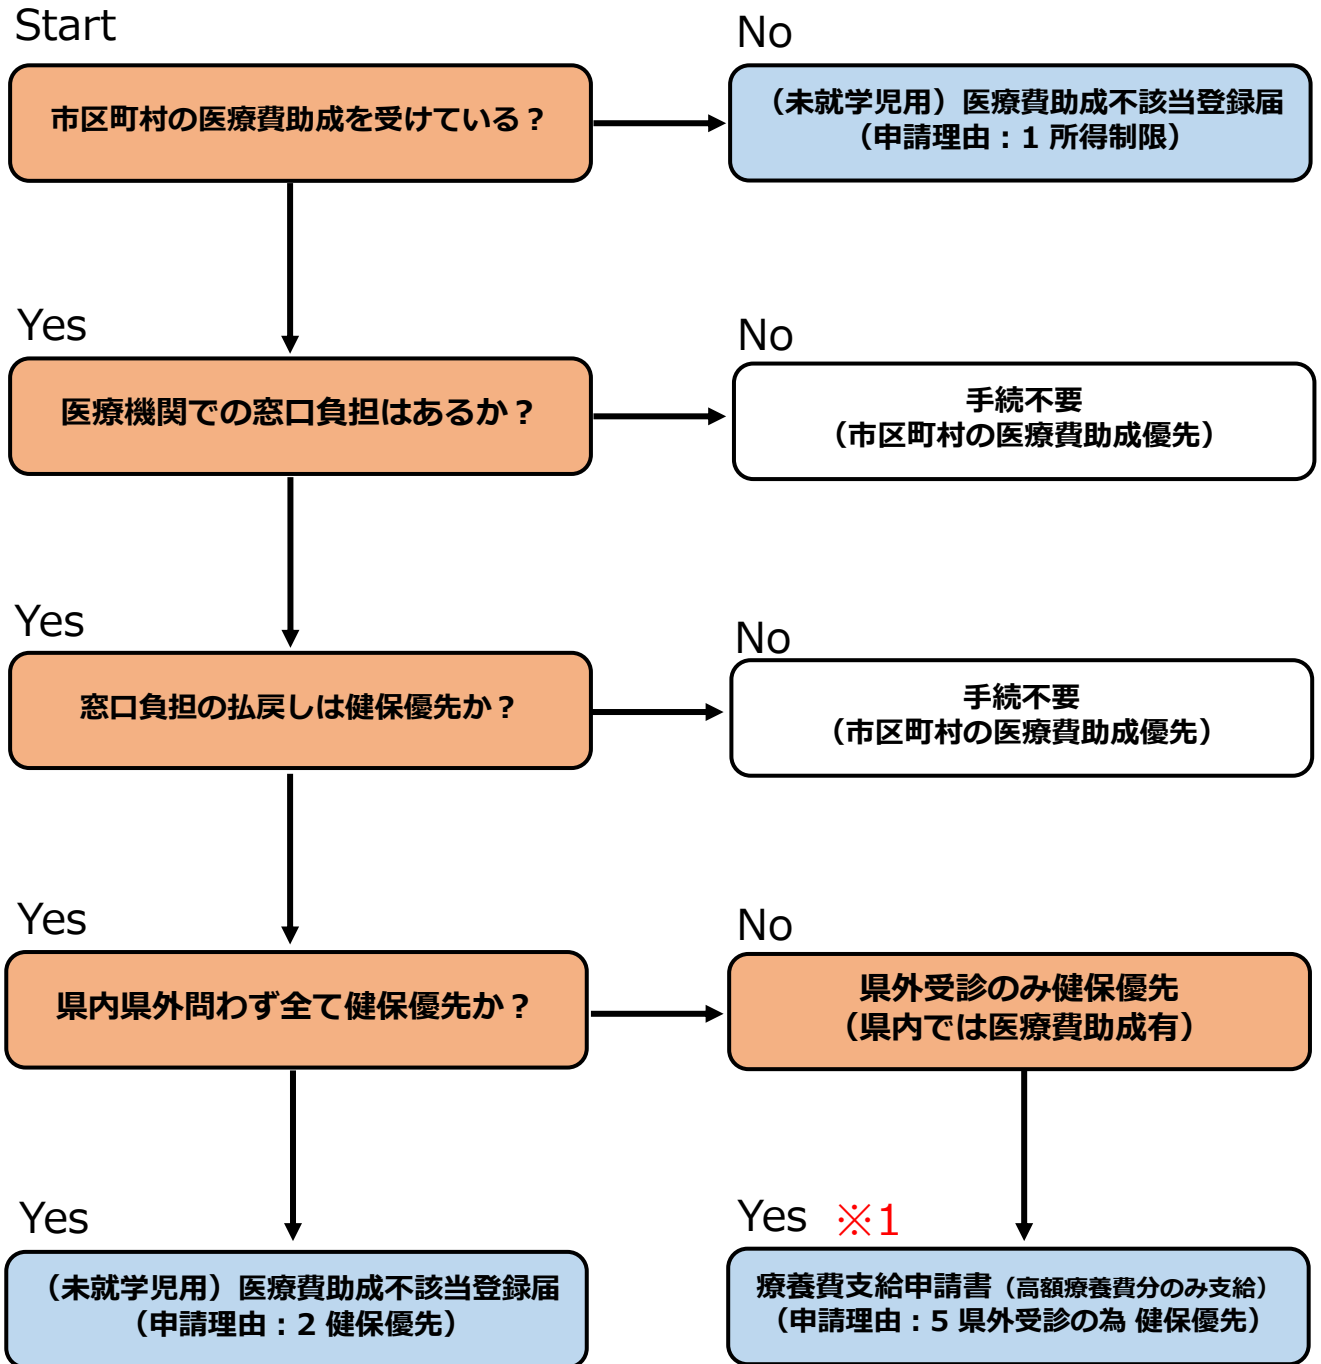 Start
市区町村の医療費助成を受けている？
No
（未就学児用）医療費助成不該当登録届
（申請理由：1 所得制限）
Yes
医療機関での窓口負担はあるか？
No
手続不要
（市区町村の医療費助成優先）
Yes
窓口負担の払戻しは健保優先か？
No
手続不要
（市区町村の医療費助成優先）
Yes
県内県外問わず全て健保優先か？
No
県外受診のみ健保優先
（県内では医療費助成有）
Yes
（未就学児用）医療費助成不該当登録届
（申請理由：2 健保優先）
Yes ※1
療養費支給申請書（高額療養費分のみ支給）
（申請理由：5 県外受診の為 健保優先）